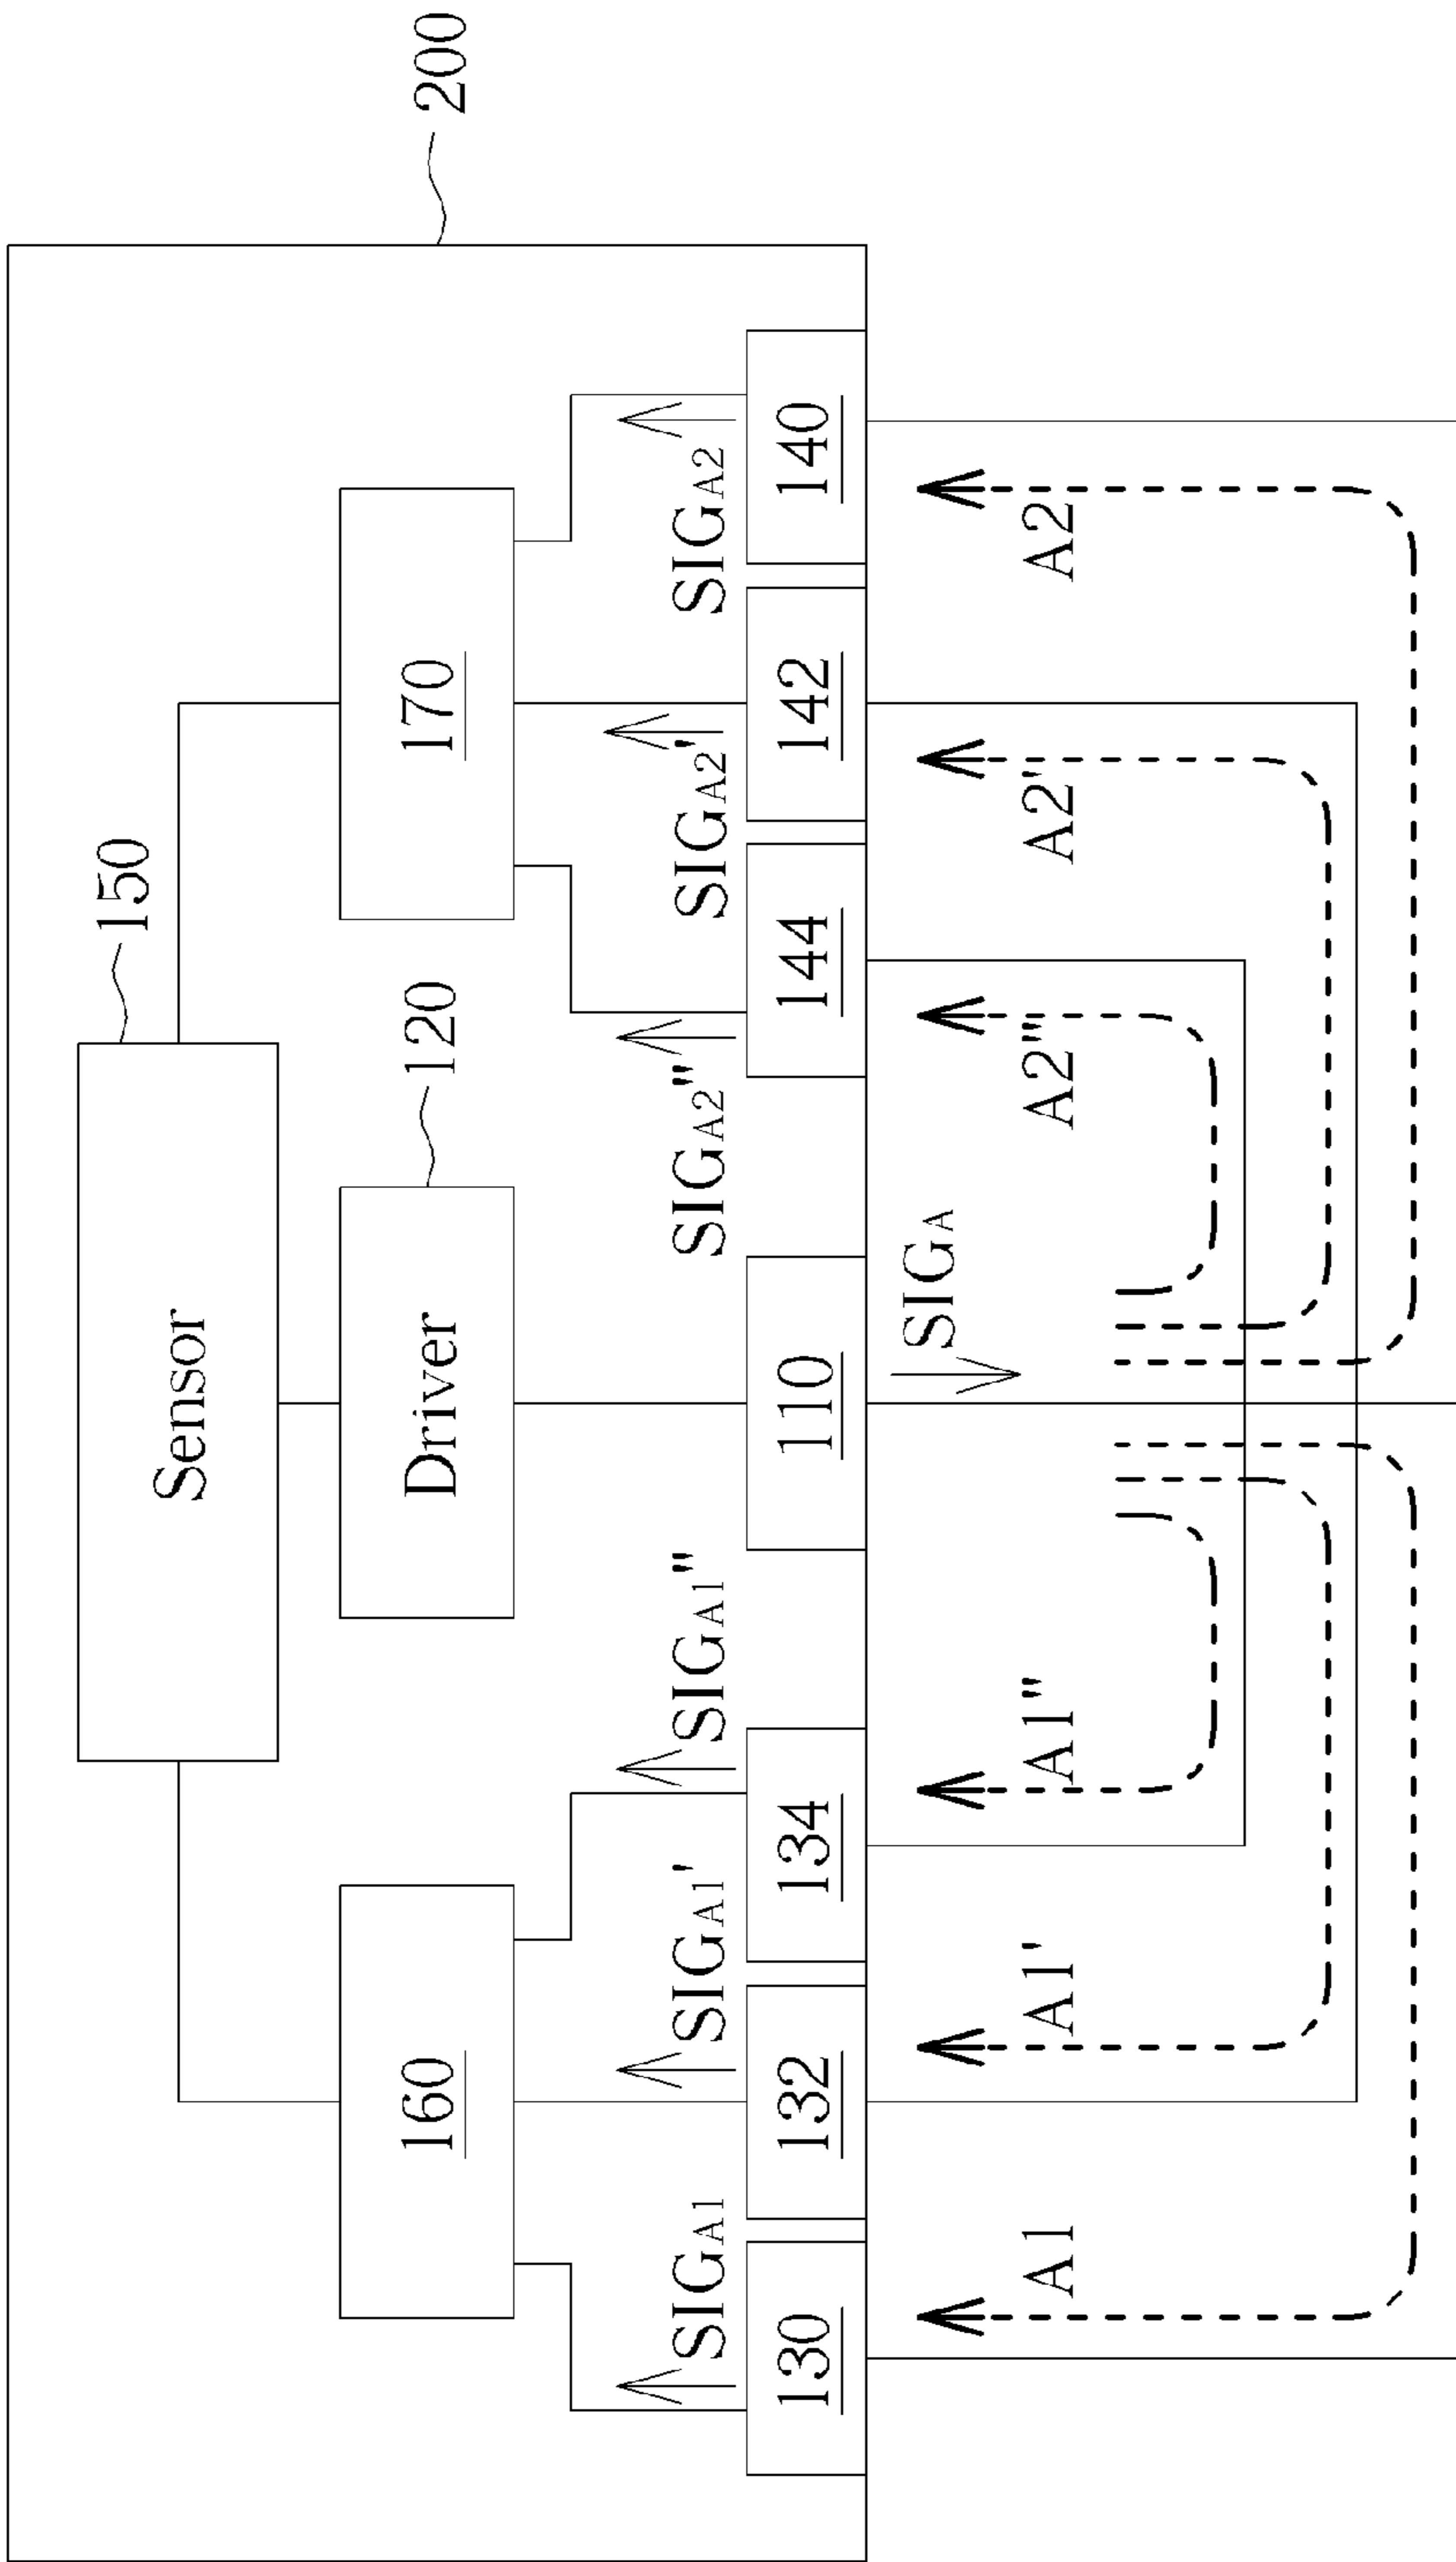 200
Sensor
150
Driver
120
160
170
SIGA1
SIGA1'
SIGA1"
SIGA2"
SIGA2'
SIGA2
130
132
134
110
144
142
140
SIGA
A1
A1'
A1"
A2"
A2'
A2